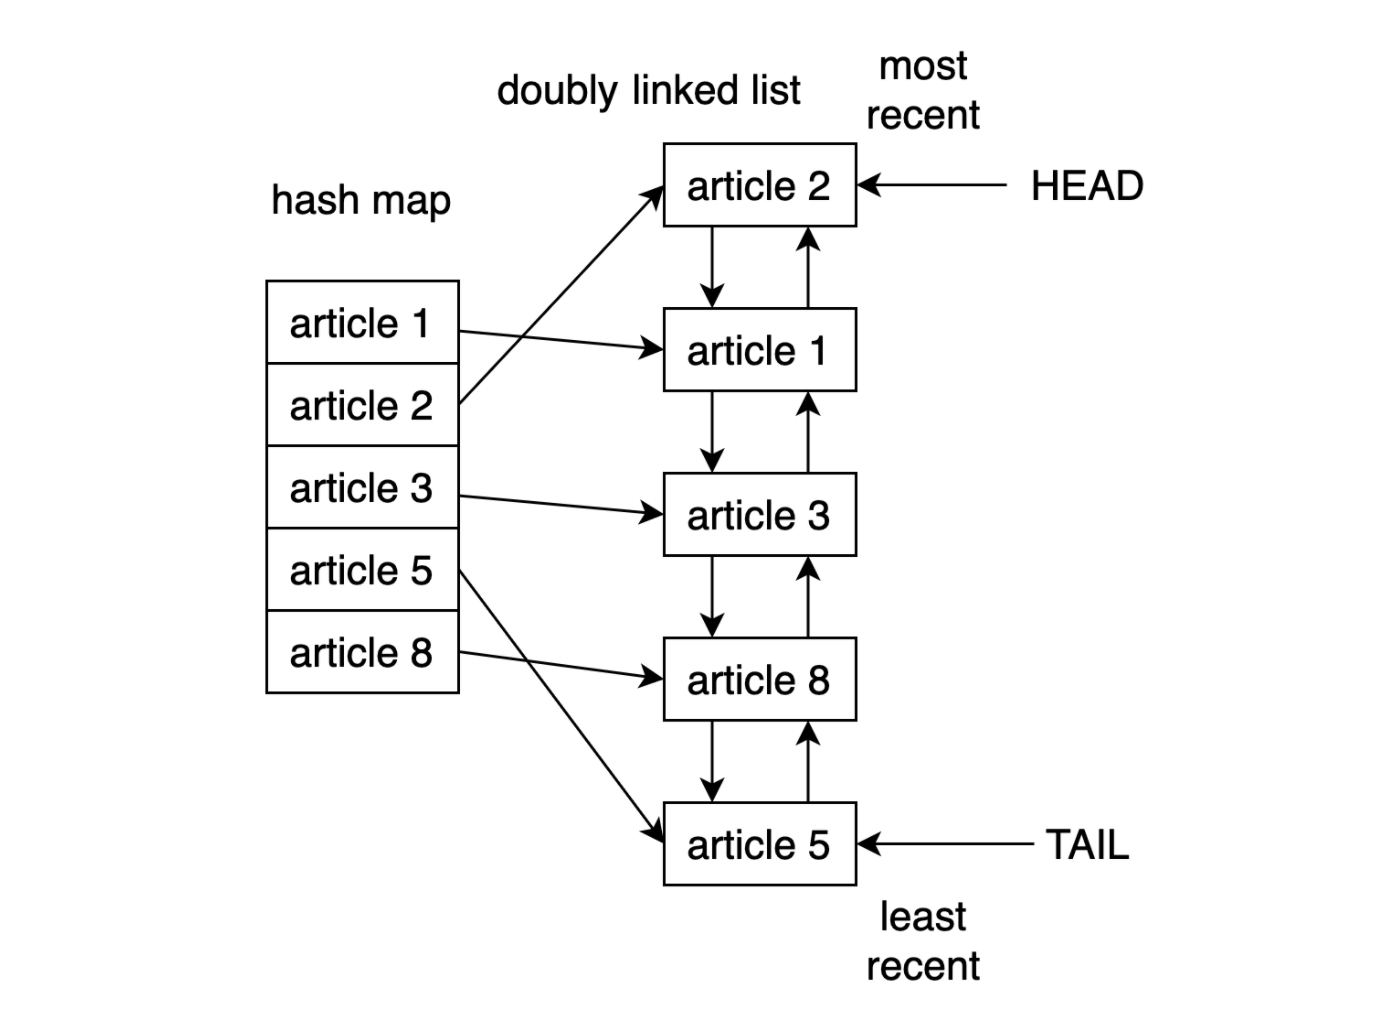 doubly linked list
most
recent
hash map
article 2
HEAD
article 1
article 2
article 3
article 5
article 8
article 1
article 3
article 8
article 5
TAIL
least
recent